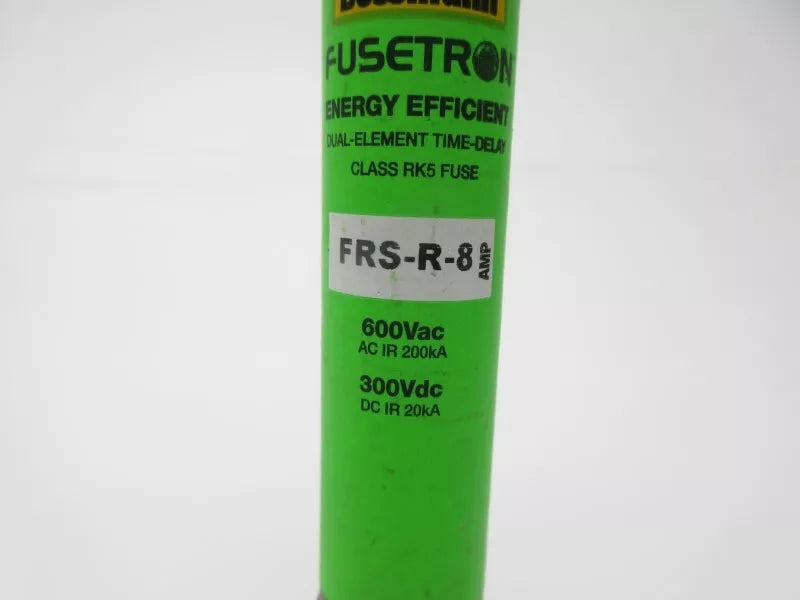 Bussmann
FUSETRON
ENERGY EFFICIENT
DUAL-ELEMENT TIME-DELAY
CLASS RK5 FUSE
FRS-R-8 AMP
600Vac
AC IR 200kA
300Vdc
DC IR 20kA